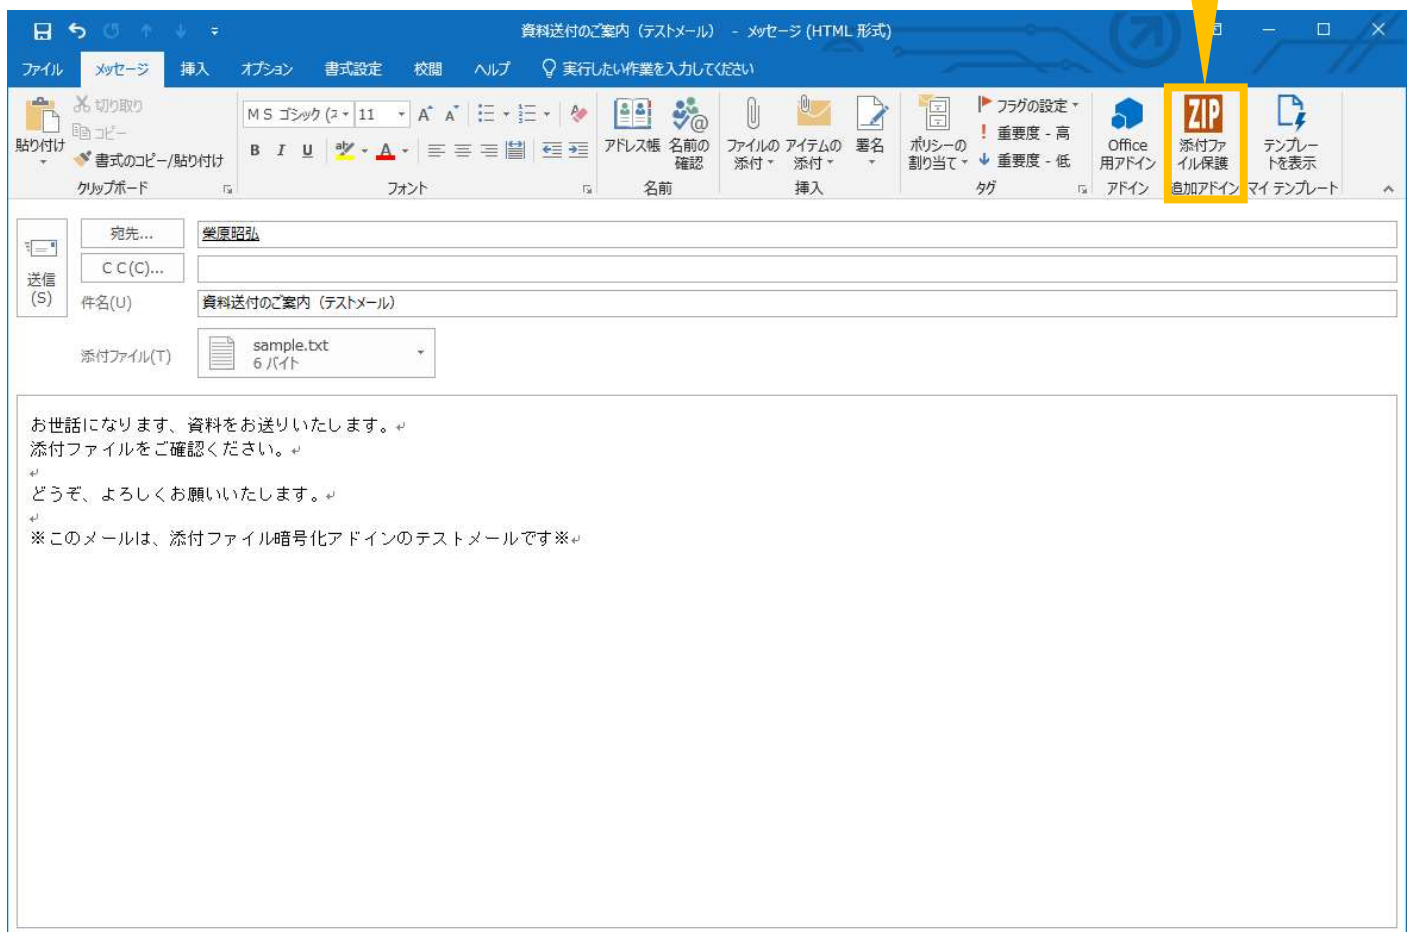 資料送付のご案内（テストメール） - メッセージ (HTML 形式)
ファイル メッセージ 挿入 オプション 書式設定 校閲 ヘルプ 実行したい作業を入力してください
貼り付け
切り取り
コピー
書式のコピー/貼り付け
クリップボード
ＭＳ ゴシック (ス 11
B I U aby A
A A
フォント
アドレス帳
名前の
確認
名前
ファイルの
添付
アイテムの
添付
署名
挿入
ポリシーの
割り当て
フラグの設定
! 重要度 - 高
重要度 - 低
タグ
Office
用アドイン
アドイン
ZIP
添付ファ
イル保護
追加アドイン
テンプレー
トを表示
マイ テンプレート
送信
(S)
宛先...
榮原昭弘
ＣＣ(C)...
件名(U)
資料送付のご案内（テストメール）
添付ファイル(T)
sample.txt
6 バイト
お世話になります、資料をお送りいたします。↵
添付ファイルをご確認ください。↵
↵
どうぞ、よろしくお願いいたします。↵
↵
※このメールは、添付ファイル暗号化アドインのテストメールです※↵